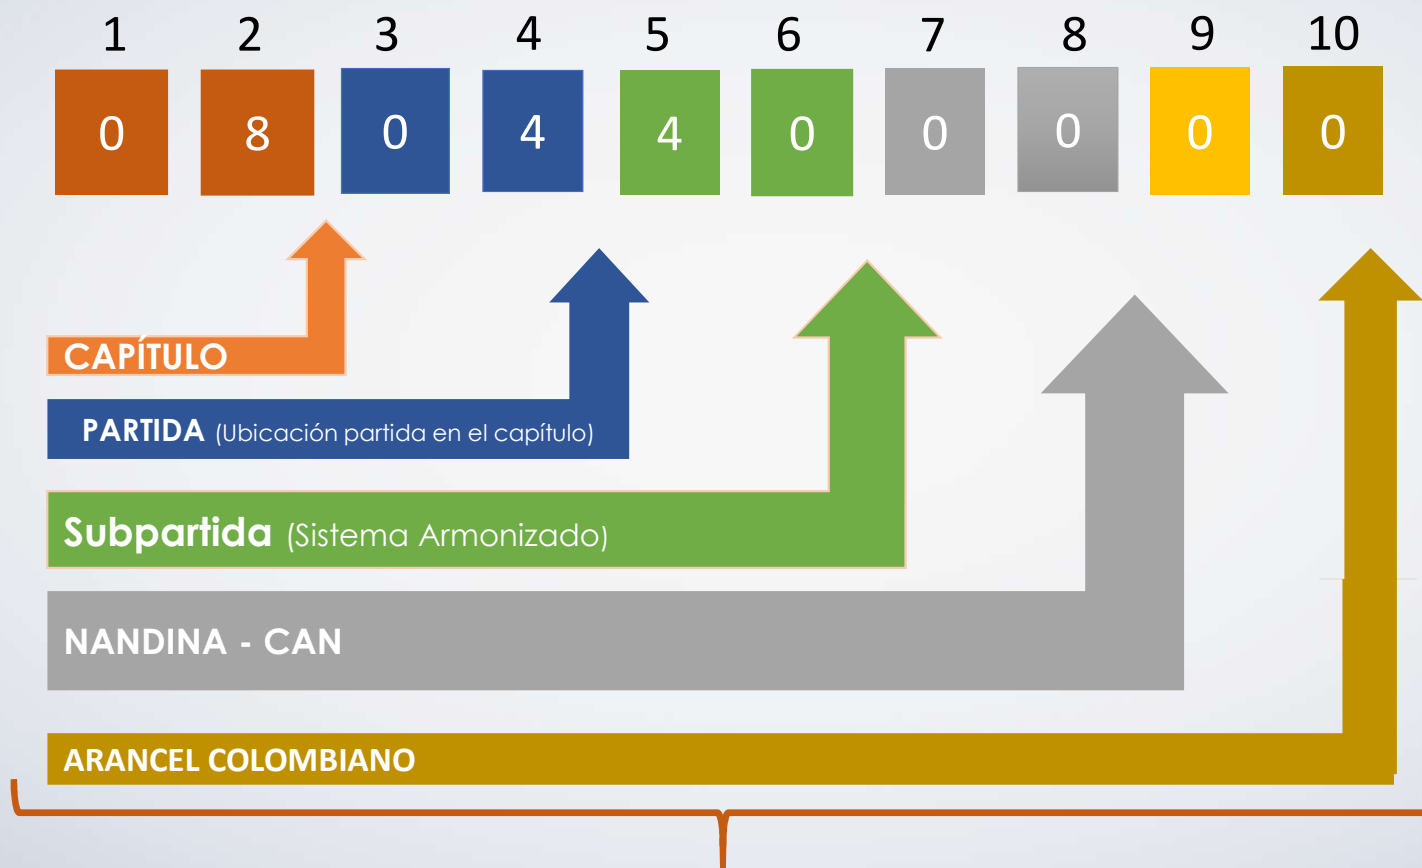 1 2 3 4 5 6 7 8 9 10
0 8 0 4 4 0 0 0 0 0
CAPÍTULO
PARTIDA (Ubicación partida en el capítulo)
Subpartida (Sistema Armonizado)
NANDINA - CAN
ARANCEL COLOMBIANO